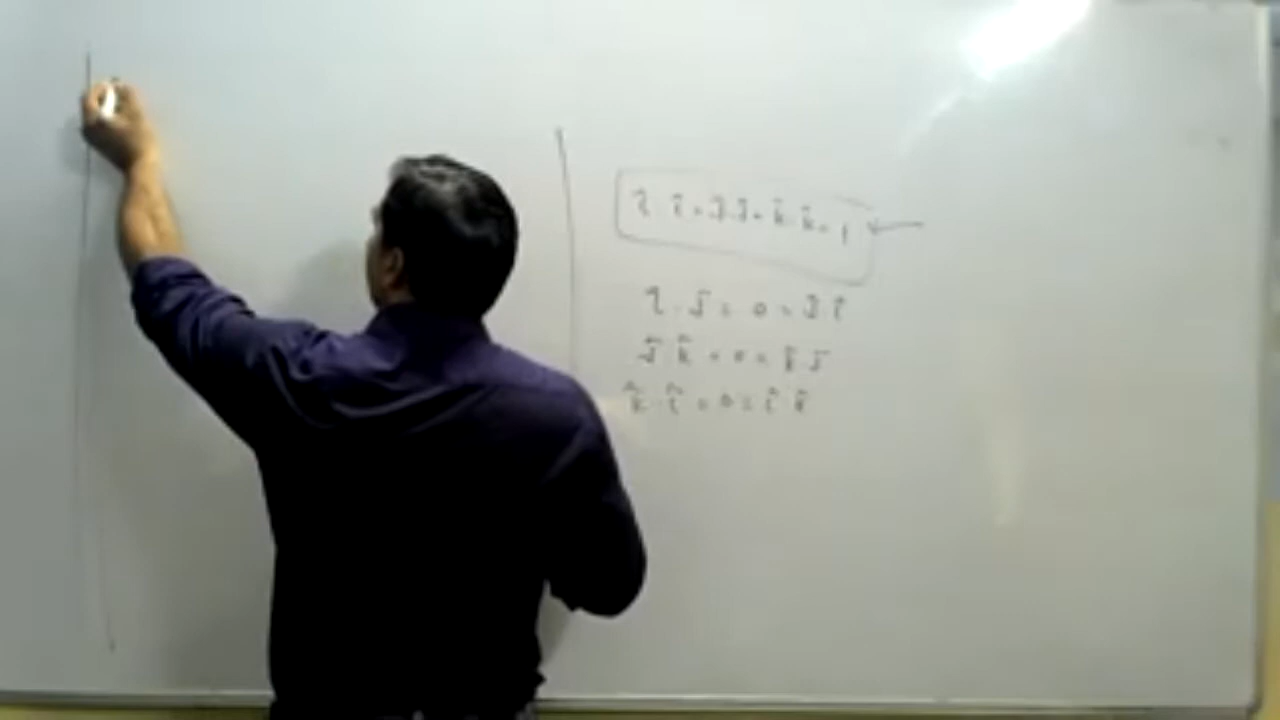 î · î = ĵ · ĵ = k̂ · k̂ = 1
î · ĵ = 0 = ĵ · î
ĵ · k̂ = 0 = k̂ · ĵ
k̂ · î = 0 = î · k̂